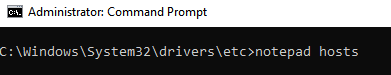 Administrator: Command Prompt
C:\Windows\System32\drivers\etc>notepad hosts